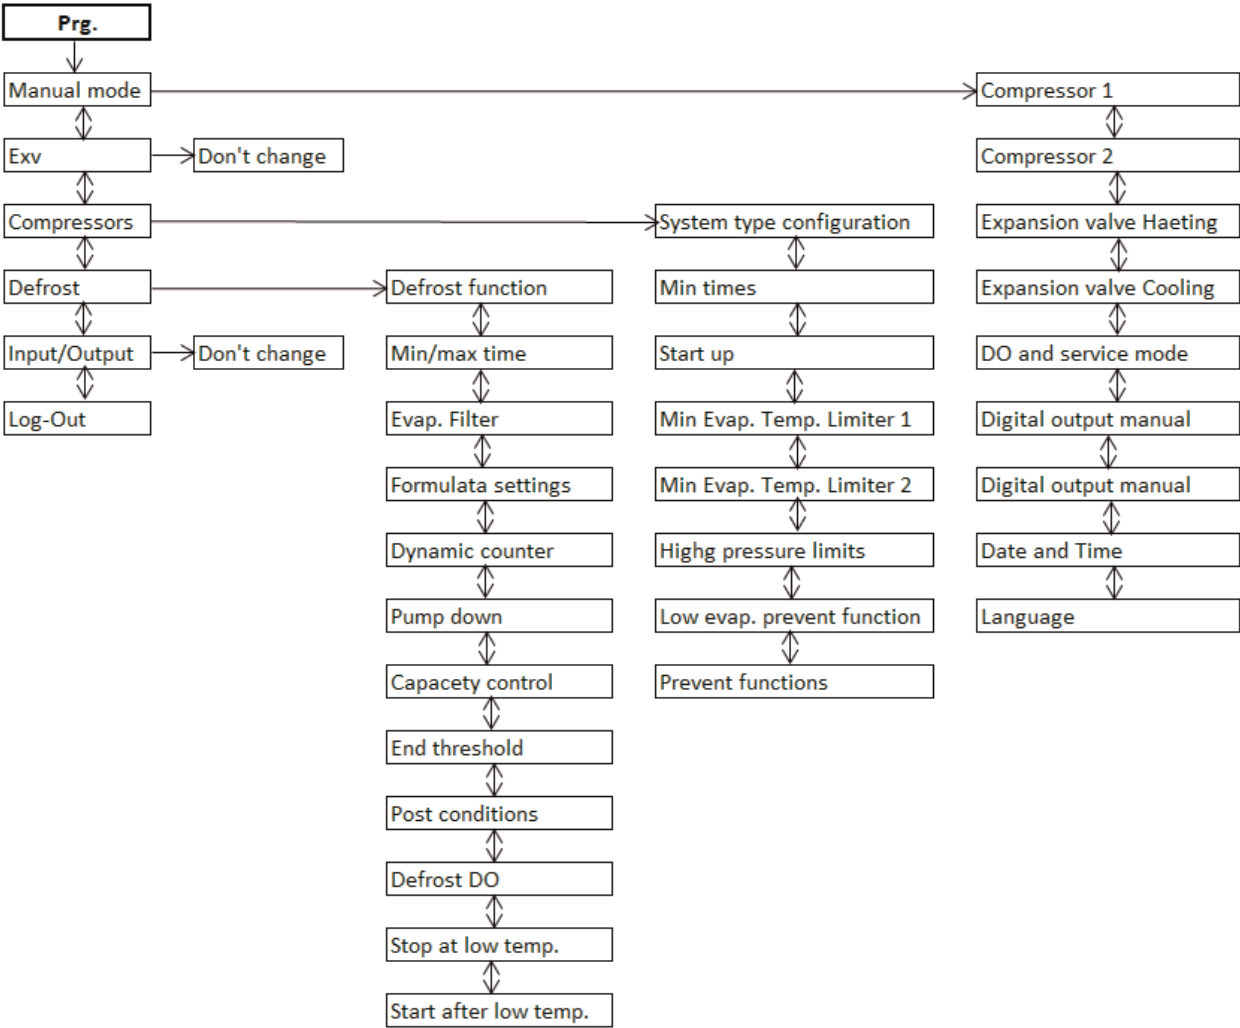 Prg.
Manual mode
Exv
Don't change
Compressors
Defrost
Input/Output
Don't change
Log-Out
Defrost function
Min/max time
Evap. Filter
Formulata settings
Dynamic counter
Pump down
Capacety control
End threshold
Post conditions
Defrost DO
Stop at low temp.
Start after low temp.
System type configuration
Min times
Start up
Min Evap. Temp. Limiter 1
Min Evap. Temp. Limiter 2
Highg pressure limits
Low evap. prevent function
Prevent functions
Compressor 1
Compressor 2
Expansion valve Haeting
Expansion valve Cooling
DO and service mode
Digital output manual
Digital output manual
Date and Time
Language